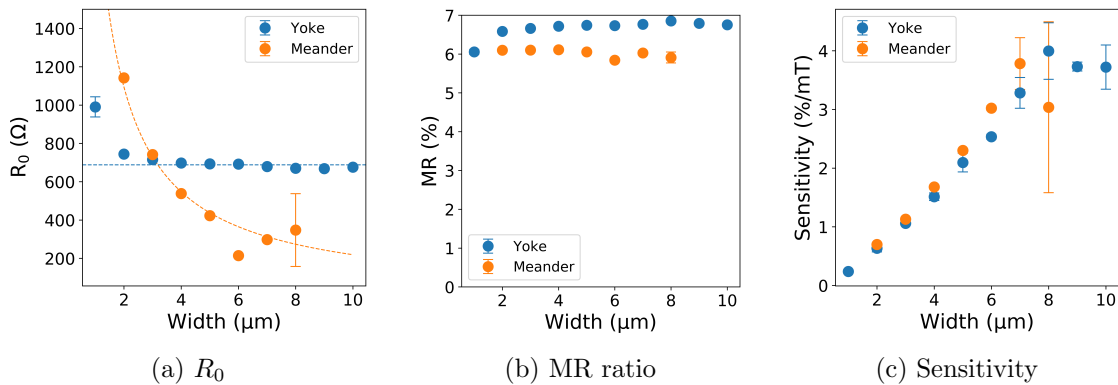 1400
1200
1000
800
600
400
200
R₀ (Ω)
2 4 6 8 10
Width (μm)
Yoke
Meander
(a) R₀
7
6
5
4
3
2
1
0
MR (%)
2 4 6 8 10
Width (μm)
Yoke
Meander
(b) MR ratio
4
3
2
1
0
Sensitivity (%/mT)
2 4 6 8 10
Width (μm)
Yoke
Meander
(c) Sensitivity